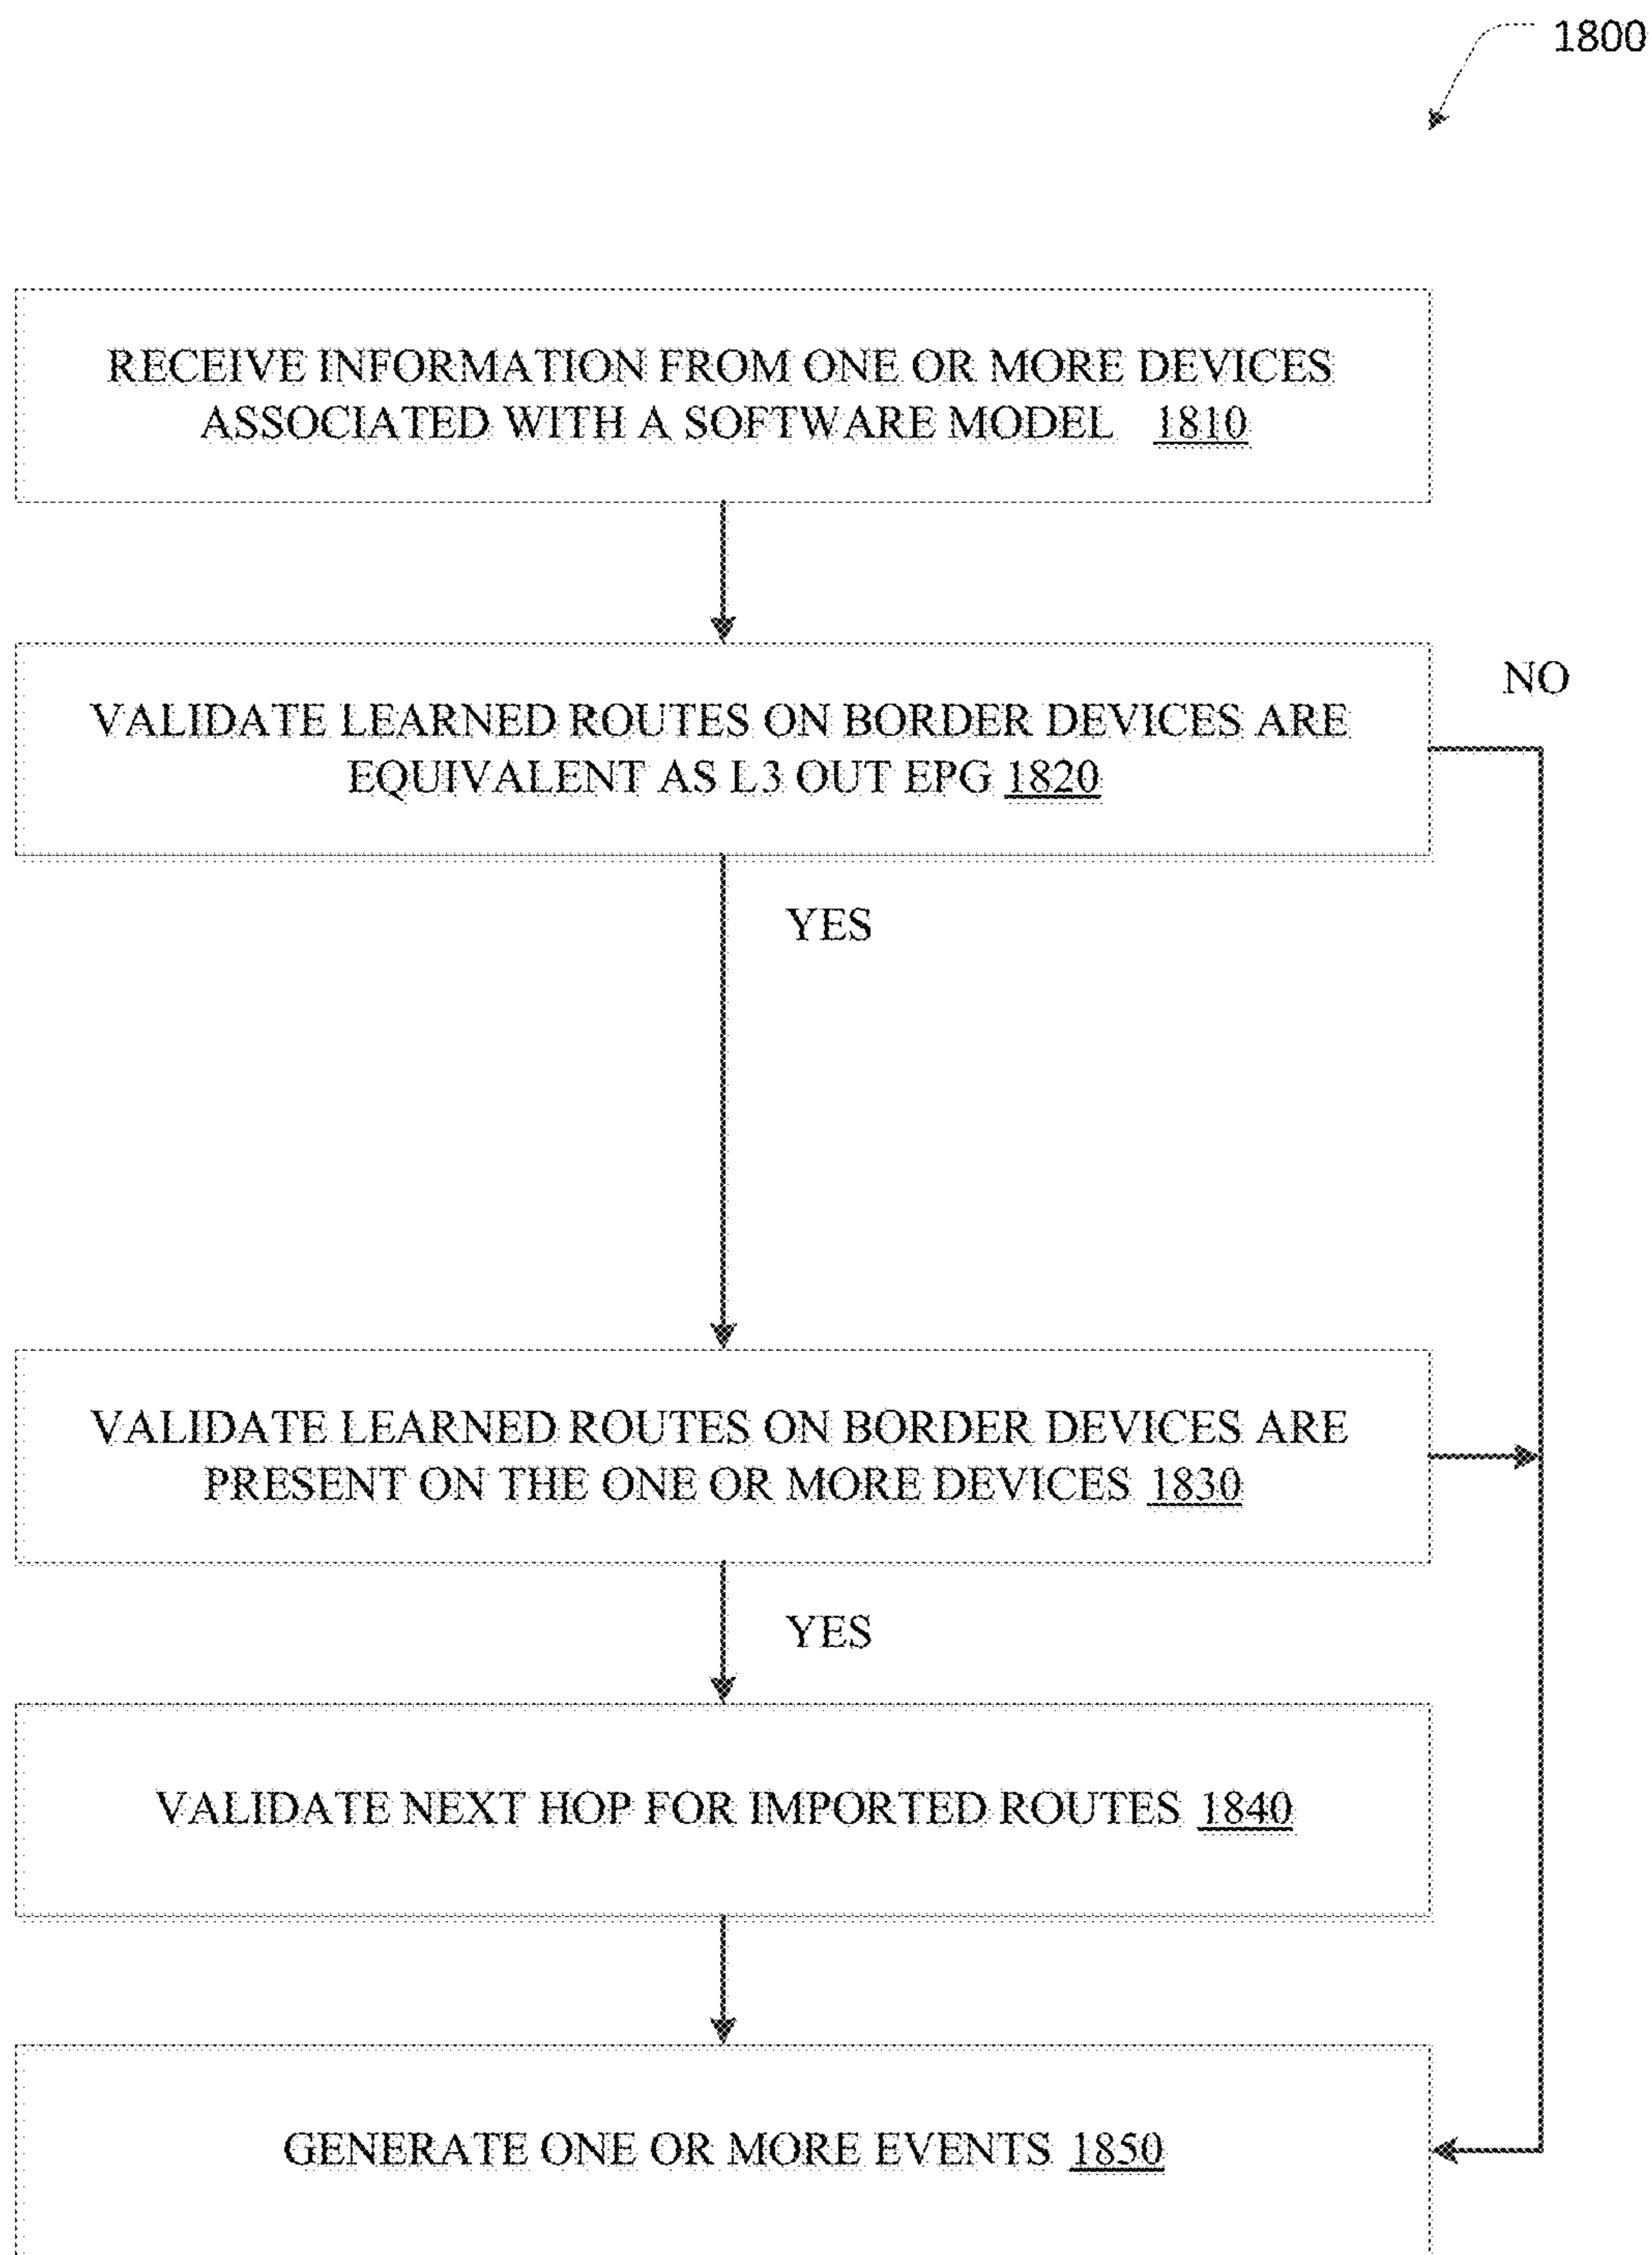 1800
RECEIVE INFORMATION FROM ONE OR MORE DEVICES
ASSOCIATED WITH A SOFTWARE MODEL 1810
VALIDATE LEARNED ROUTES ON BORDER DEVICES ARE
EQUIVALENT AS L3 OUT EPG 1820
NO
YES
VALIDATE LEARNED ROUTES ON BORDER DEVICES ARE
PRESENT ON THE ONE OR MORE DEVICES 1830
YES
VALIDATE NEXT HOP FOR IMPORTED ROUTES 1840
GENERATE ONE OR MORE EVENTS 1850